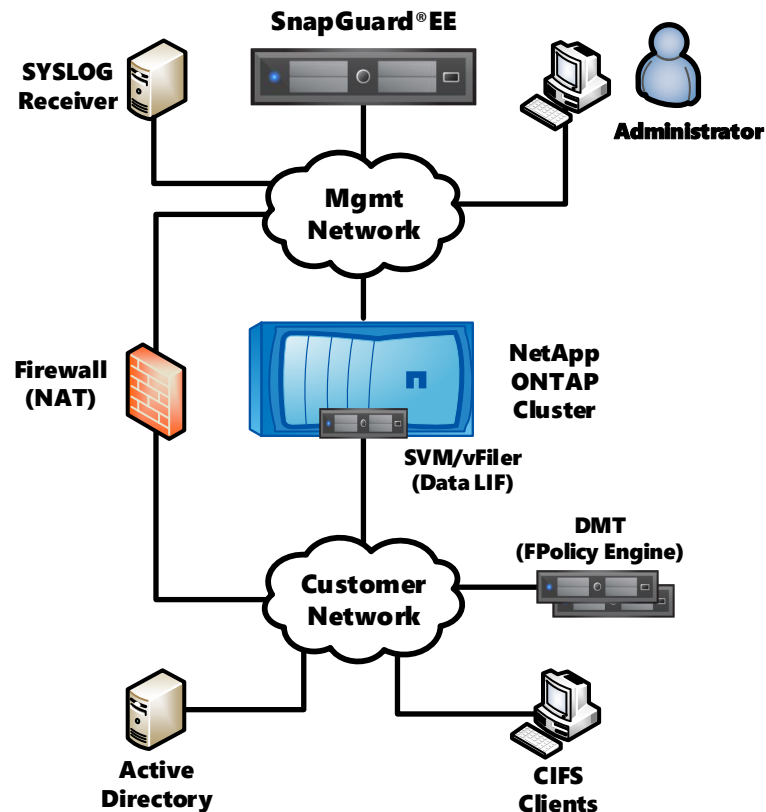 SnapGuard®EE
SYSLOG
Receiver
Administrator
Mgmt
Network
Firewall
(NAT)
NetApp
ONTAP
Cluster
SVM/vFiler
(Data LIF)
DMT
(FPolicy Engine)
Customer
Network
Active
Directory
CIFS
Clients